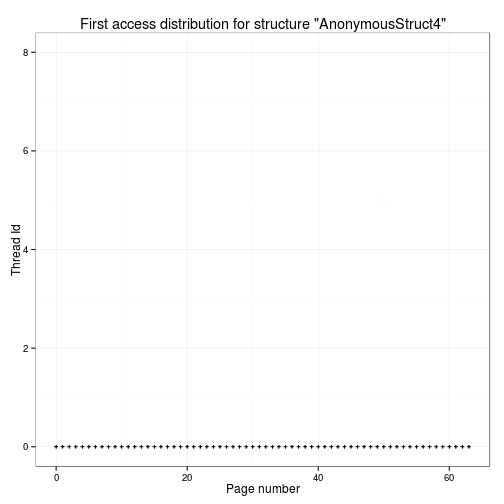 First access distribution for structure "AnonymousStruct4"
8
6
4
2
0
Thread Id
0 20 40 60
Page number